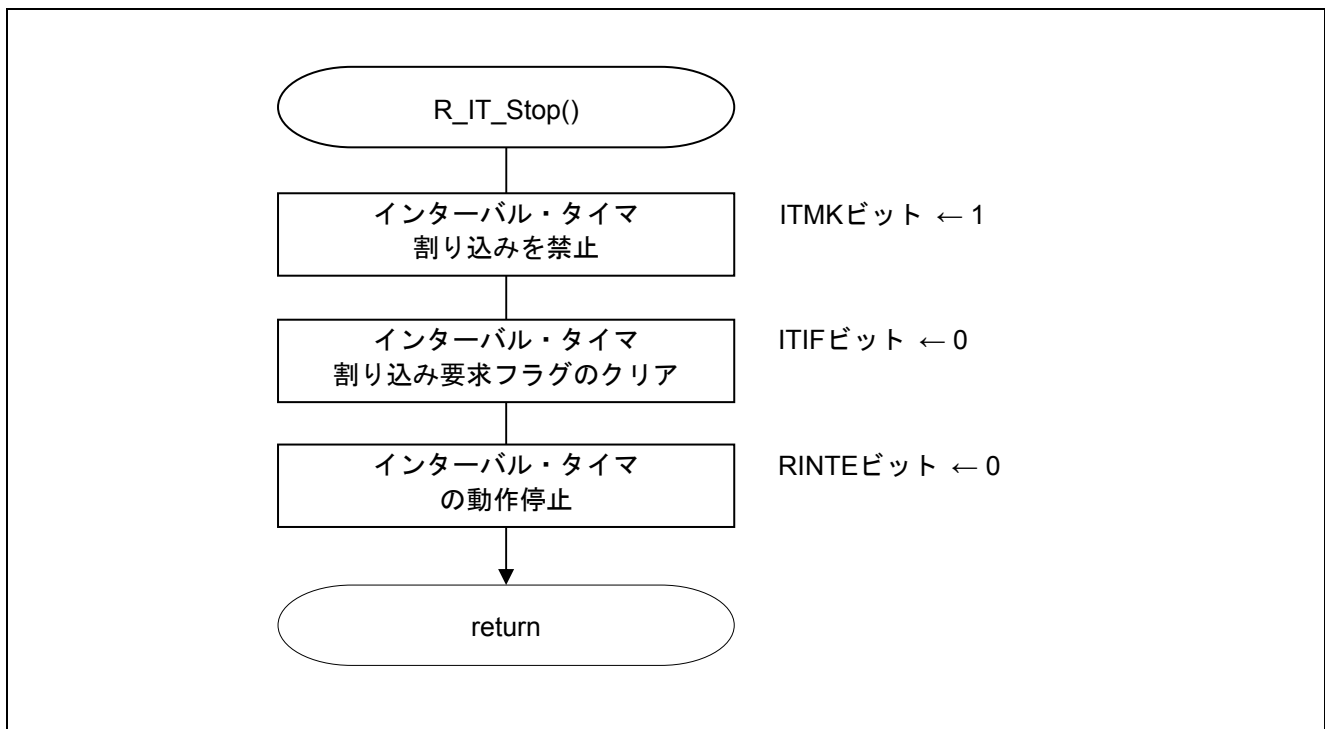 R_IT_Stop()
インターバル・タイマ
割り込みを禁止
ITMKビット ← 1
インターバル・タイマ
割り込み要求フラグのクリア
ITIFビット ← 0
インターバル・タイマ
の動作停止
RINTEビット ← 0
return